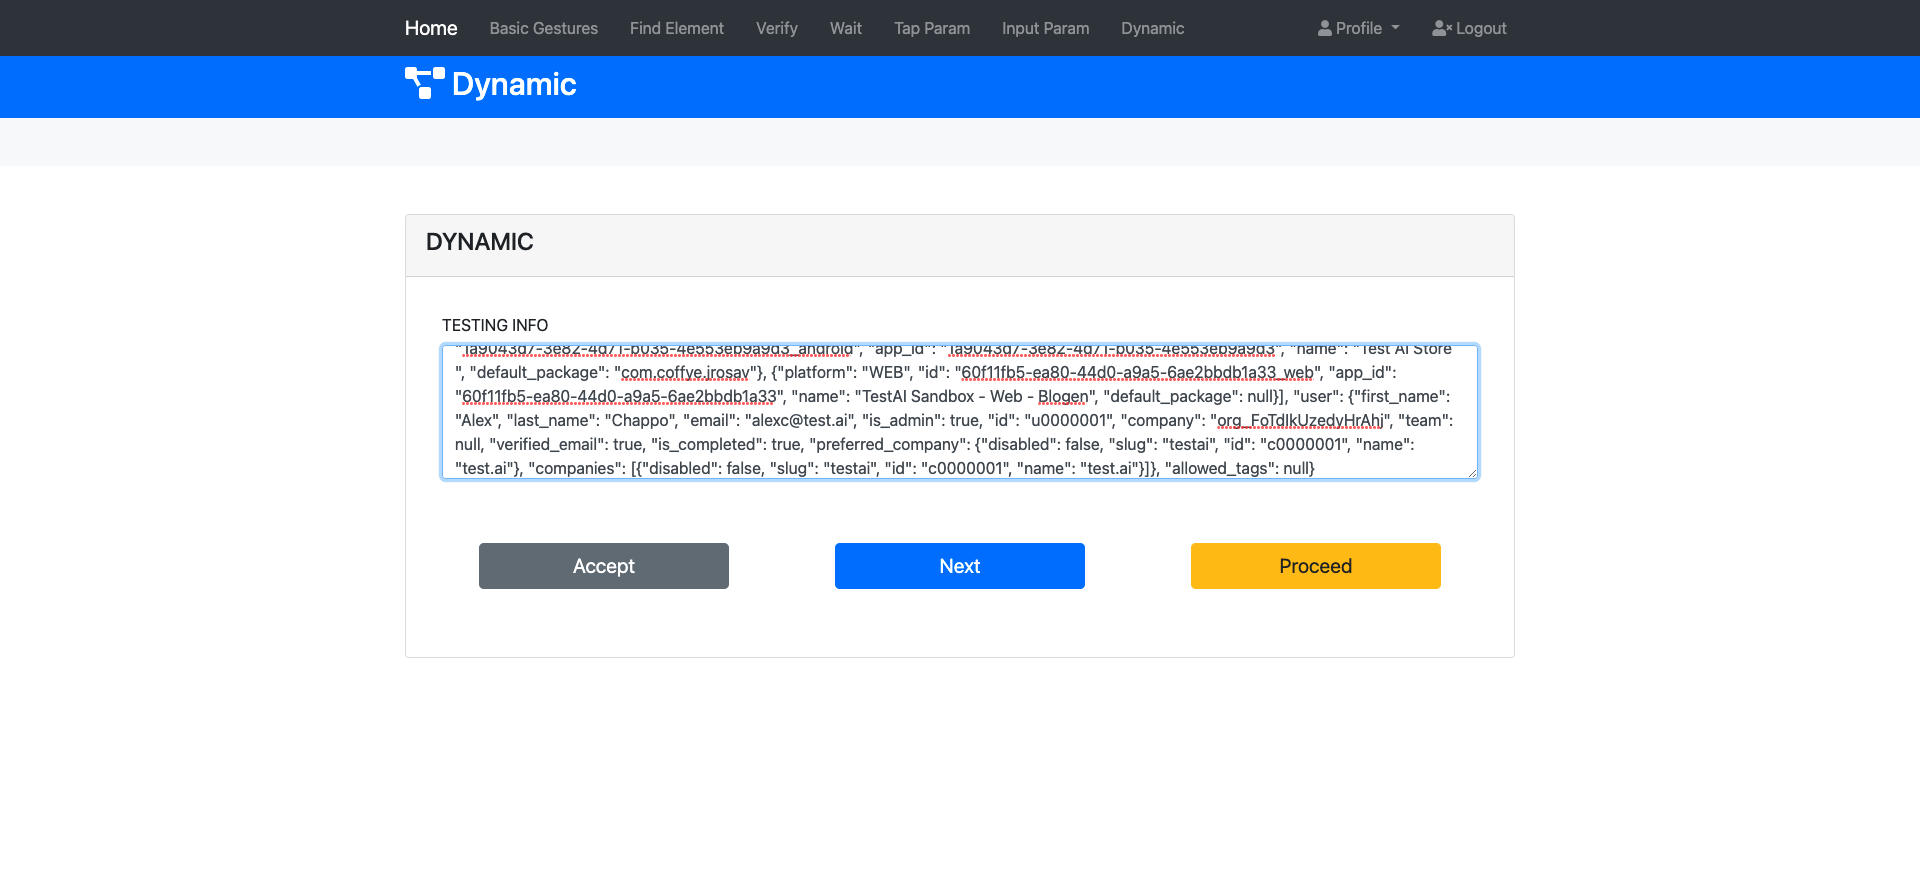 Home Basic Gestures Find Element Verify Wait Tap Param Input Param Dynamic Profile Logout
Dynamic
DYNAMIC
TESTING INFO
"1a9043d7-3e82-4d71-b035-4e553eb9a9d3_android", "app_id": "1a9043d7-3e82-4d71-b035-4e553eb9a9d3", "name": "Test AI Store
", "default_package": "com.coffye.jrosav"}, {"platform": "WEB", "id": "60f11fb5-ea80-44d0-a9a5-6ae2bbdb1a33_web", "app_id":
"60f11fb5-ea80-44d0-a9a5-6ae2bbdb1a33", "name": "TestAI Sandbox - Web - Blogen", "default_package": null}], "user": {"first_name":
"Alex", "last_name": "Chappo", "email": "alexc@test.ai", "is_admin": true, "id": "u0000001", "company": "org_FoTdIkUzedyHrAhj", "team":
null, "verified_email": true, "is_completed": true, "preferred_company": {"disabled": false, "slug": "testai", "id": "c0000001", "name":
"test.ai"}, "companies": [{"disabled": false, "slug": "testai", "id": "c0000001", "name": "test.ai"}]}, "allowed_tags": null}
Accept Next Proceed